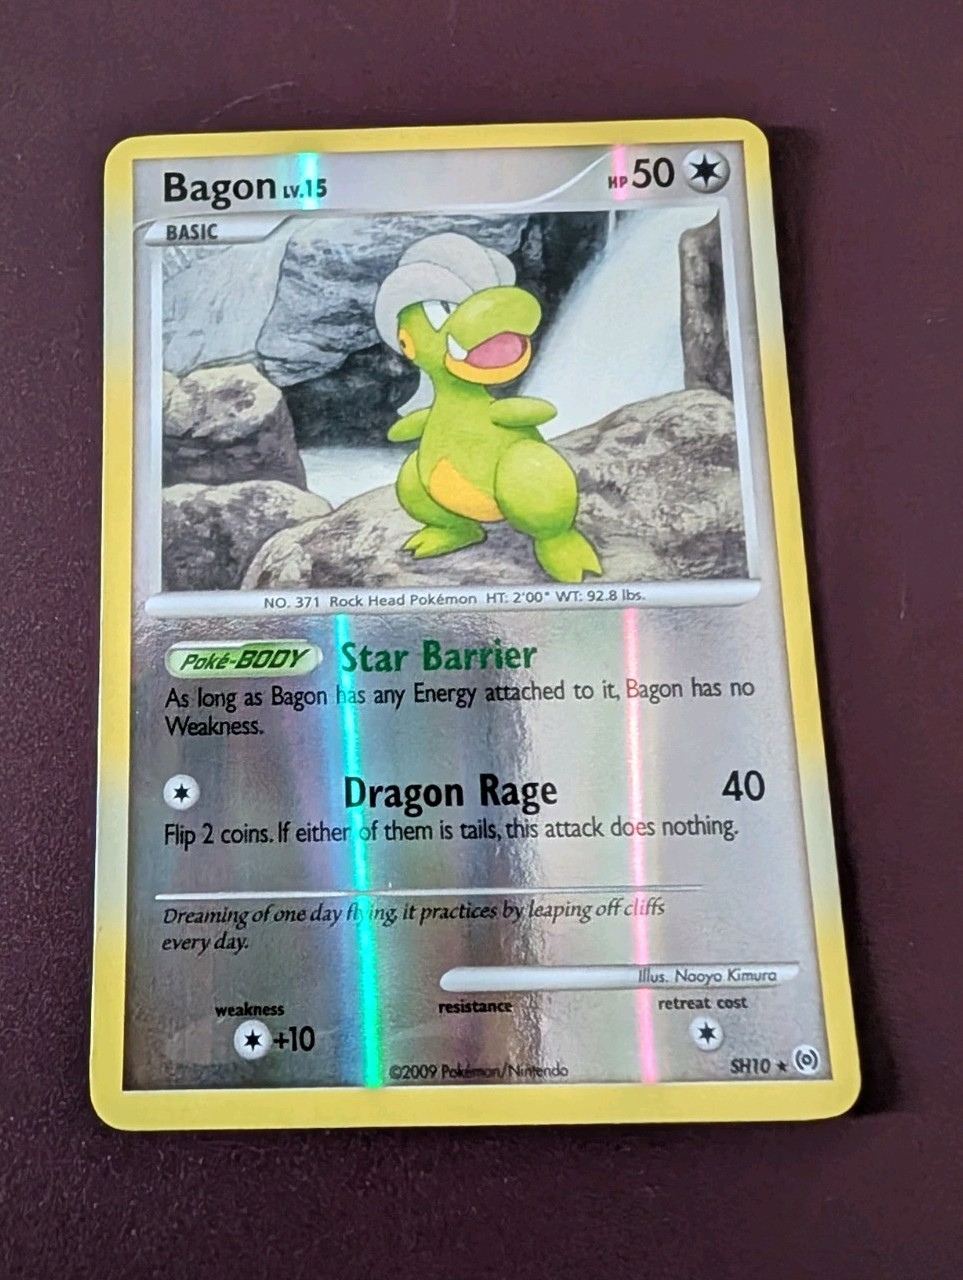 Bagon LV.15 HP 50
BASIC
NO. 371 Rock Head Pokémon HT: 2'00" WT: 92.8 lbs.
Poké-BODY Star Barrier
As long as Bagon has any Energy attached to it, Bagon has no
Weakness.
Dragon Rage 40
Flip 2 coins. If either of them is tails, this attack does nothing.
Dreaming of one day flying, it practices by leaping off cliffs
every day.
Illus. Naoyo Kimura
weakness resistance retreat cost
+10
©2009 Pokémon/Nintendo SH10